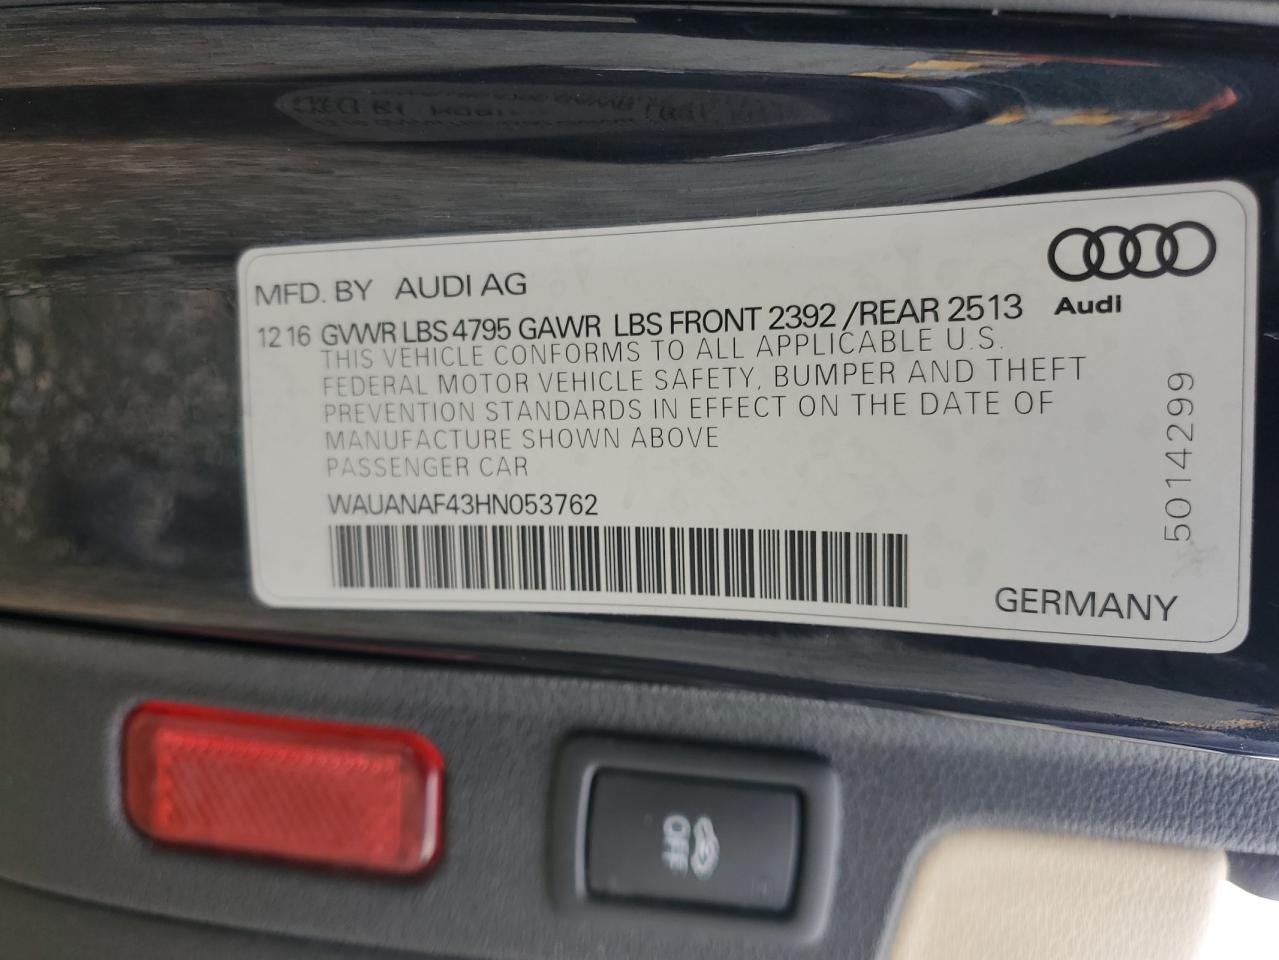 MFD. BY AUDI AG
Audi
12 16 GVWR LBS 4795 GAWR LBS FRONT 2392 /REAR 2513
THIS VEHICLE CONFORMS TO ALL APPLICABLE U.S.
FEDERAL MOTOR VEHICLE SAFETY, BUMPER AND THEFT
PREVENTION STANDARDS IN EFFECT ON THE DATE OF
MANUFACTURE SHOWN ABOVE
PASSENGER CAR
WAUANAF43HN053762
50142999
GERMANY
OFF